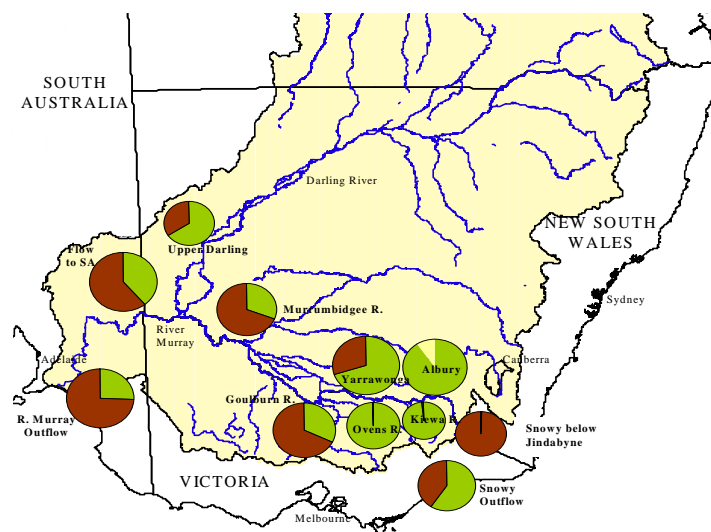 SOUTH
AUSTRALIA
Darling River
NEW SOUTH
WALES
Upper Darling
Flow
to SA
Murrumbidgee R.
Sydney
River
Murray
Adelaide
Canberra
Yarrawonga
Albury
Goulburn R.
R. Murray
Outflow
Ovens R.
Kiewa R.
Snowy below
Jindabyne
VICTORIA
Snowy
Outflow
Melbourne